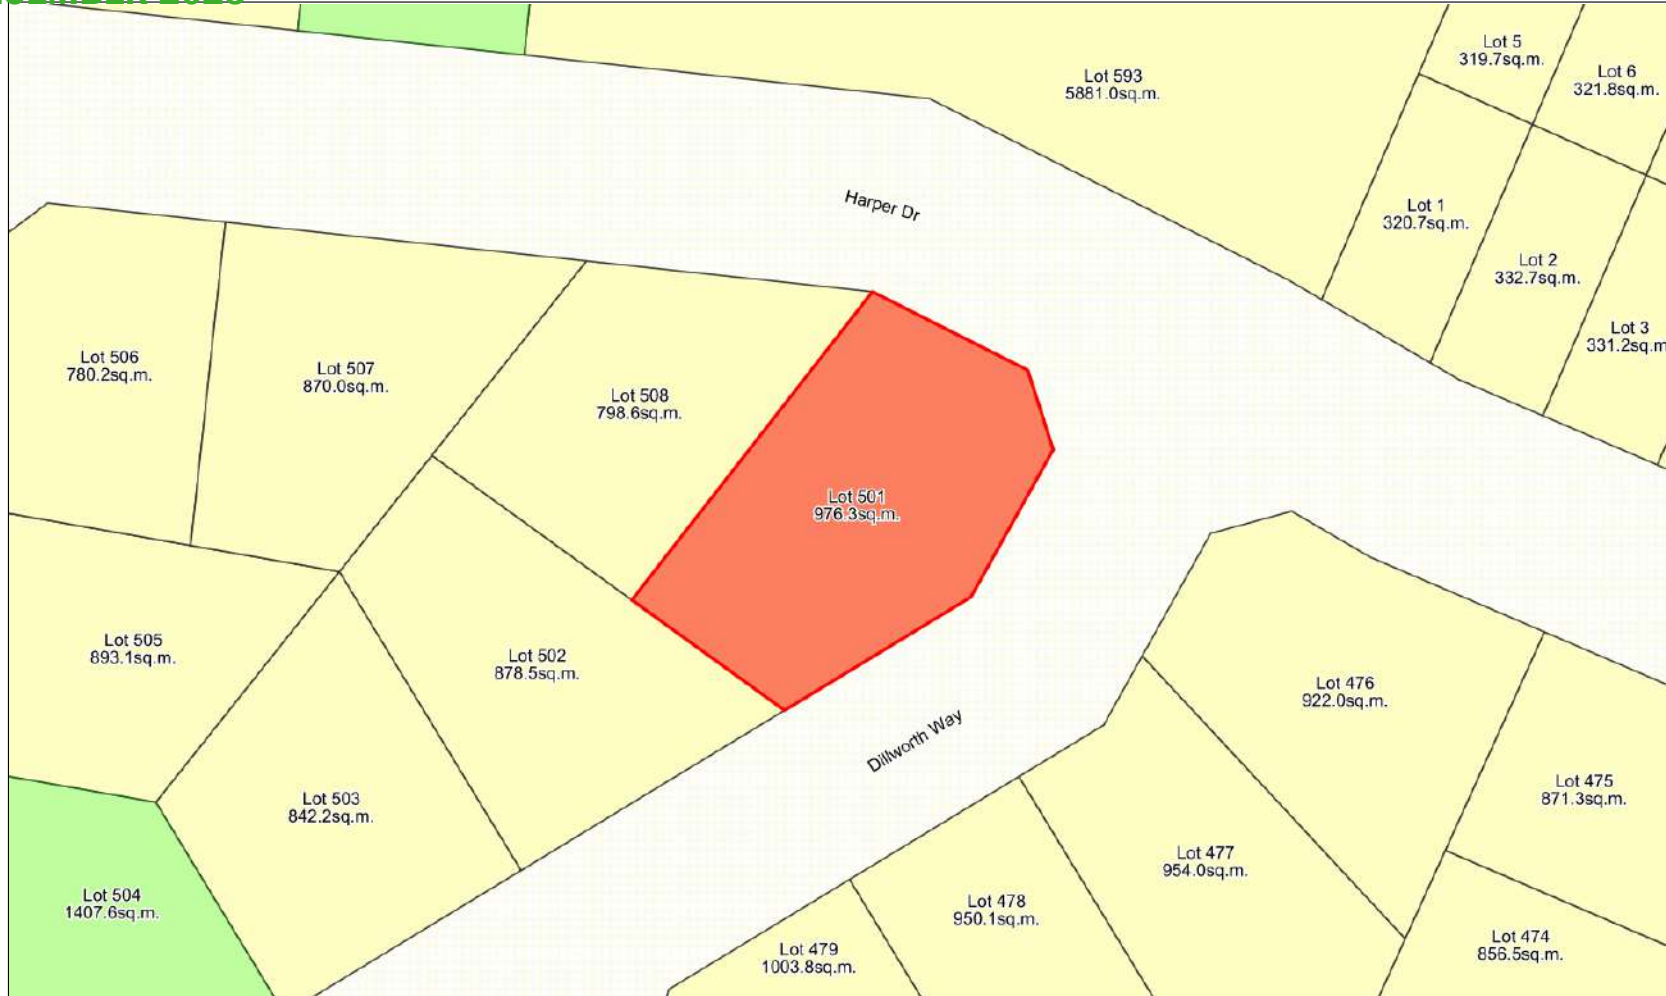 Lot 5
319.7sq.m.
Lot 6
321.8sq.m.
Lot 593
5881.0sq.m.
Harper Dr
Lot 1
320.7sq.m.
Lot 2
332.7sq.m.
Lot 3
331.2sq.m
Lot 506
780.2sq.m.
Lot 507
870.0sq.m.
Lot 508
798.6sq.m.
Lot 501
976.3sq.m.
Lot 505
893.1sq.m.
Lot 502
878.5sq.m.
Lot 476
922.0sq.m.
Dillworth Way
Lot 475
871.3sq.m.
Lot 503
842.2sq.m.
Lot 477
954.0sq.m.
Lot 504
1407.6sq.m.
Lot 478
950.1sq.m.
Lot 474
856.5sq.m.
Lot 479
1003.8sq.m.